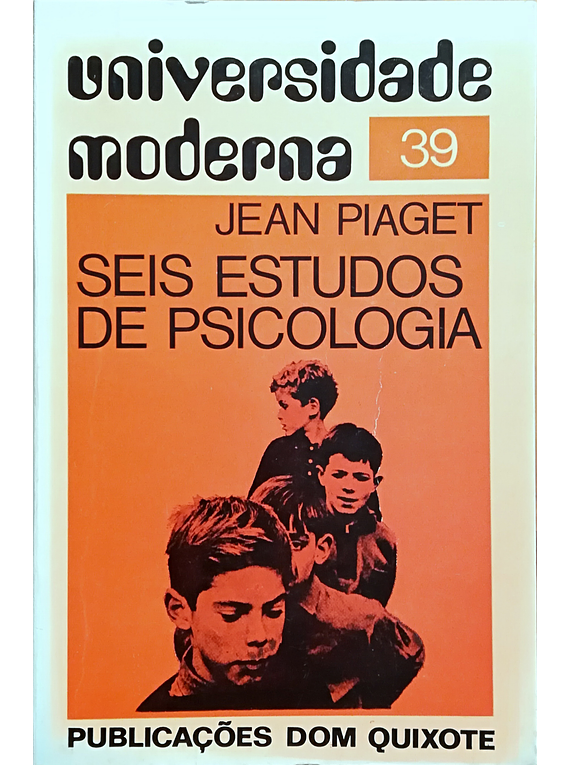 universidade
moderna 39
JEAN PIAGET
SEIS ESTUDOS
DE PSICOLOGIA
PUBLICAÇÕES DOM QUIXOTE